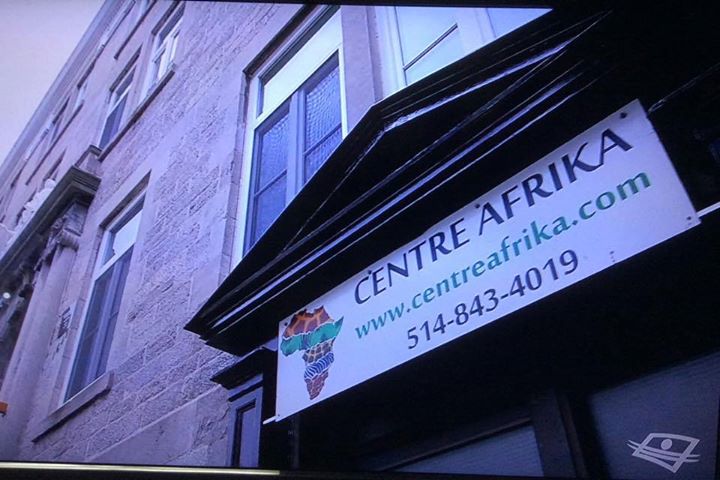 CENTRE AFRIKA
www.centreafrika.com
514-843-4019